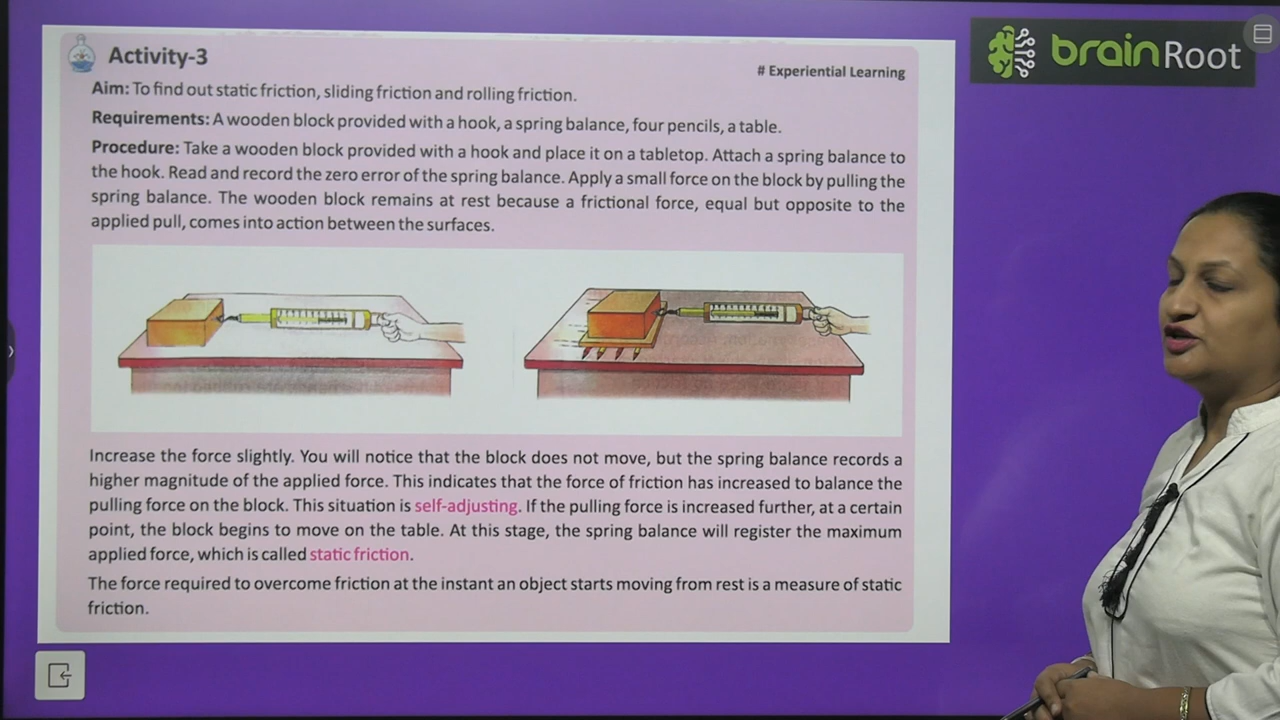 Activity-3
# Experiential Learning
Aim: To find out static friction, sliding friction and rolling friction.
Requirements: A wooden block provided with a hook, a spring balance, four pencils, a table.
Procedure: Take a wooden block provided with a hook and place it on a tabletop. Attach a spring balance to
the hook. Read and record the zero error of the spring balance. Apply a small force on the block by pulling the
spring balance. The wooden block remains at rest because a frictional force, equal but opposite to the
applied pull, comes into action between the surfaces.
Increase the force slightly. You will notice that the block does not move, but the spring balance records a
higher magnitude of the applied force. This indicates that the force of friction has increased to balance the
pulling force on the block. This situation is self-adjusting. If the pulling force is increased further, at a certain
point, the block begins to move on the table. At this stage, the spring balance will register the maximum
applied force, which is called static friction.
The force required to overcome friction at the instant an object starts moving from rest is a measure of static
friction.
brainRoot